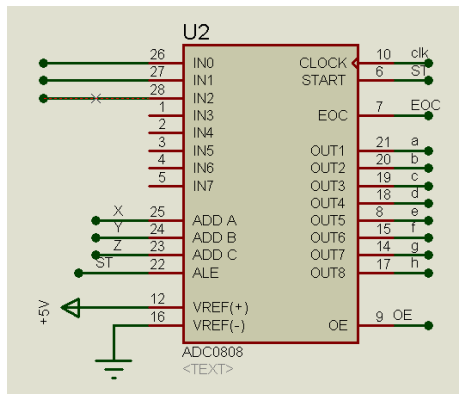 U2
26 IN0 CLOCK 10 clk
27 IN1 START 6 ST
28 IN2
1 IN3 EOC 7 EOC
2 IN4
3 IN5 OUT1 21 a
4 IN6 OUT2 20 b
5 IN7 OUT3 19 c
OUT4 18 d
X 25 ADD A OUT5 8 e
Y 24 ADD B OUT6 15 f
Z 23 ADD C OUT7 14 g
ST 22 ALE OUT8 17 h
+5V 12 VREF(+)
16 VREF(-) OE 9 OE
ADC0808
<TEXT>